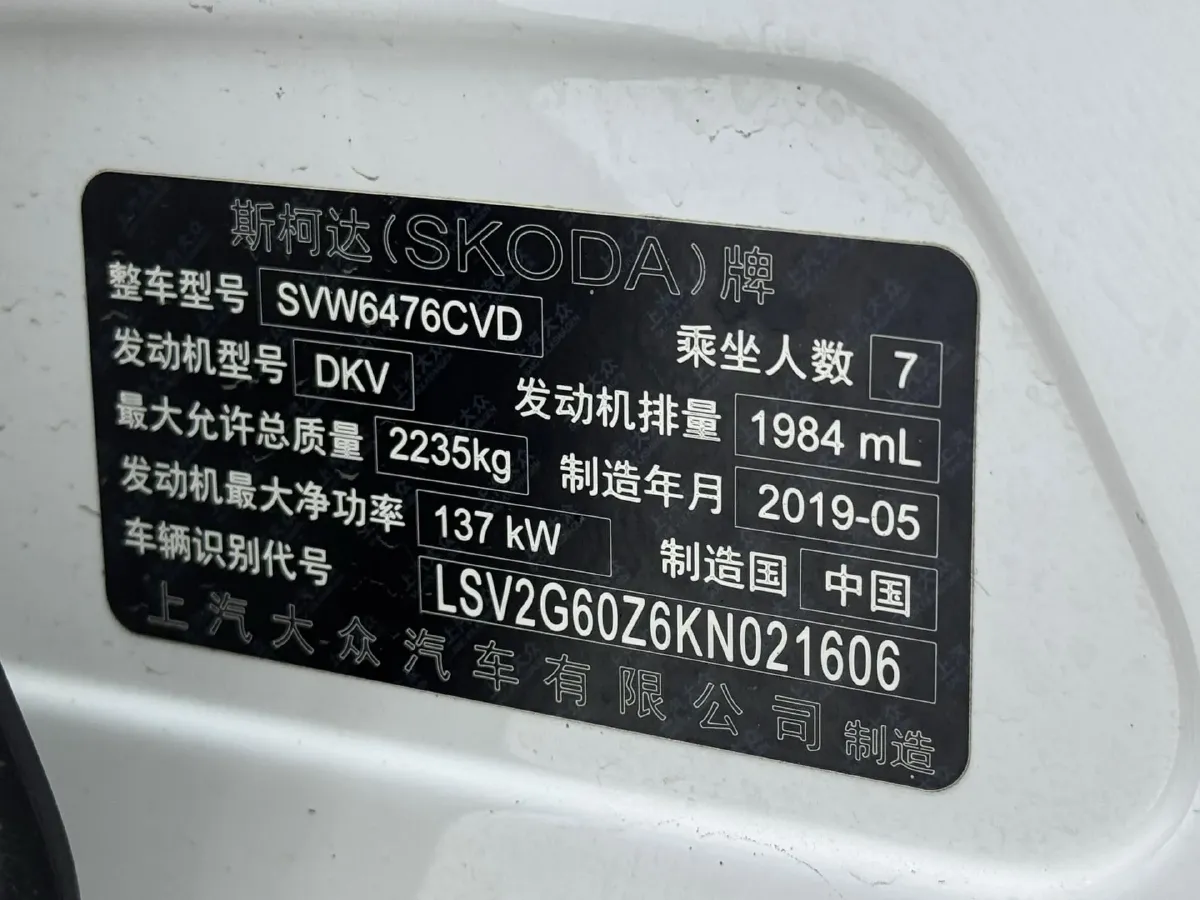 斯柯达(SKODA)牌
整车型号 SVW6476CVD 乘坐人数 7
发动机型号 DKV 发动机排量 1984 mL
最大允许总质量 2235kg 制造年月 2019-05
发动机最大净功率 137 kW 制造国 中国
车辆识别代号 LSV2G60Z6KN021606
上汽大众汽车有限公司 制造